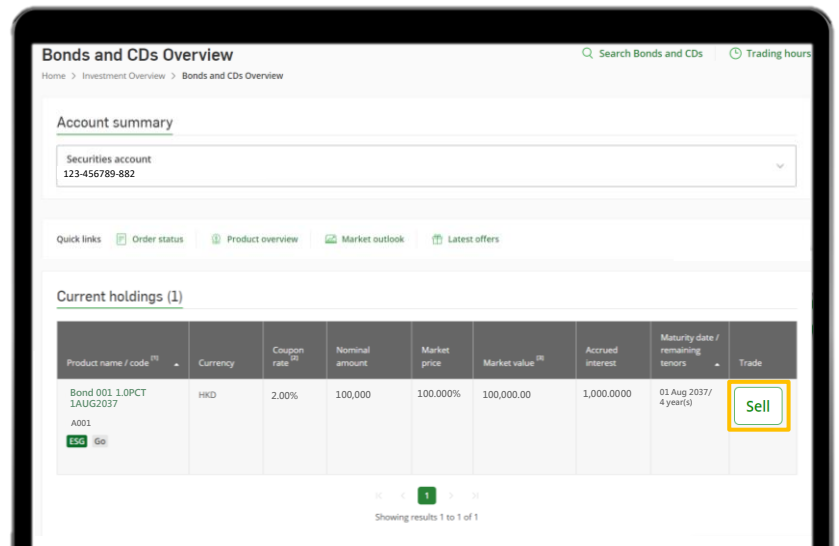 Bonds and CDs Overview
Search Bonds and CDs
Trading hours
Home > Investment Overview > Bonds and CDs Overview
Account summary
Securities account
123-456789-882
Quick links Order status Product overview Market outlook Latest offers
Current holdings (1)
Product name / code [1]
Currency
Coupon
rate [2]
Nominal
amount
Market
price
Market value [3]
Accrued
interest
Maturity date /
remaining
tenors
Trade
Bond 001 1.0PCT
1AUG2037
A001
ESG Go
HKD
2.00%
100,000
100.000%
100,000.00
1,000.0000
01 Aug 2037/
4 year(s)
Sell
1
Showing results 1 to 1 of 1